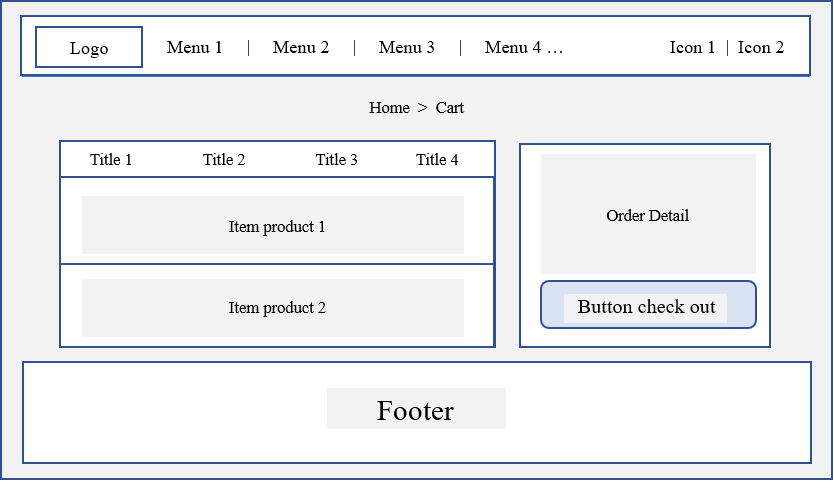 Logo Menu 1 | Menu 2 | Menu 3 | Menu 4 … Icon 1 | Icon 2
Home > Cart
Title 1 Title 2 Title 3 Title 4
Item product 1
Item product 2
Order Detail
Button check out
Footer